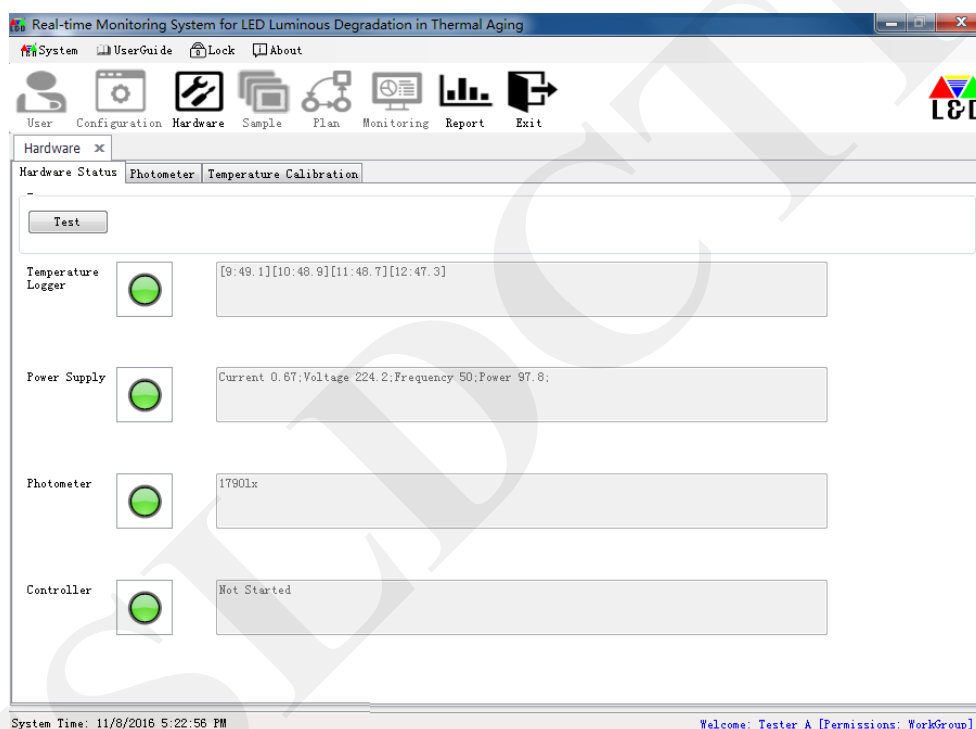 Real-time Monitoring System for LED Luminous Degradation in Thermal Aging
System UserGuide Lock About
User Configuration Hardware Sample Plan Monitoring Report Exit
L&D
Hardware x
Hardware Status Photometer Temperature Calibration
Test
Temperature Logger
[9:49.1][10:48.9][11:48.7][12:47.3]
Power Supply
Current 0.67;Voltage 224.2;Frequency 50;Power 97.8;
Photometer
1790lx
Controller
Not Started
System Time: 11/8/2016 5:22:56 PM
Welcome: Tester A [Permissions: WorkGroup]
SLDCT